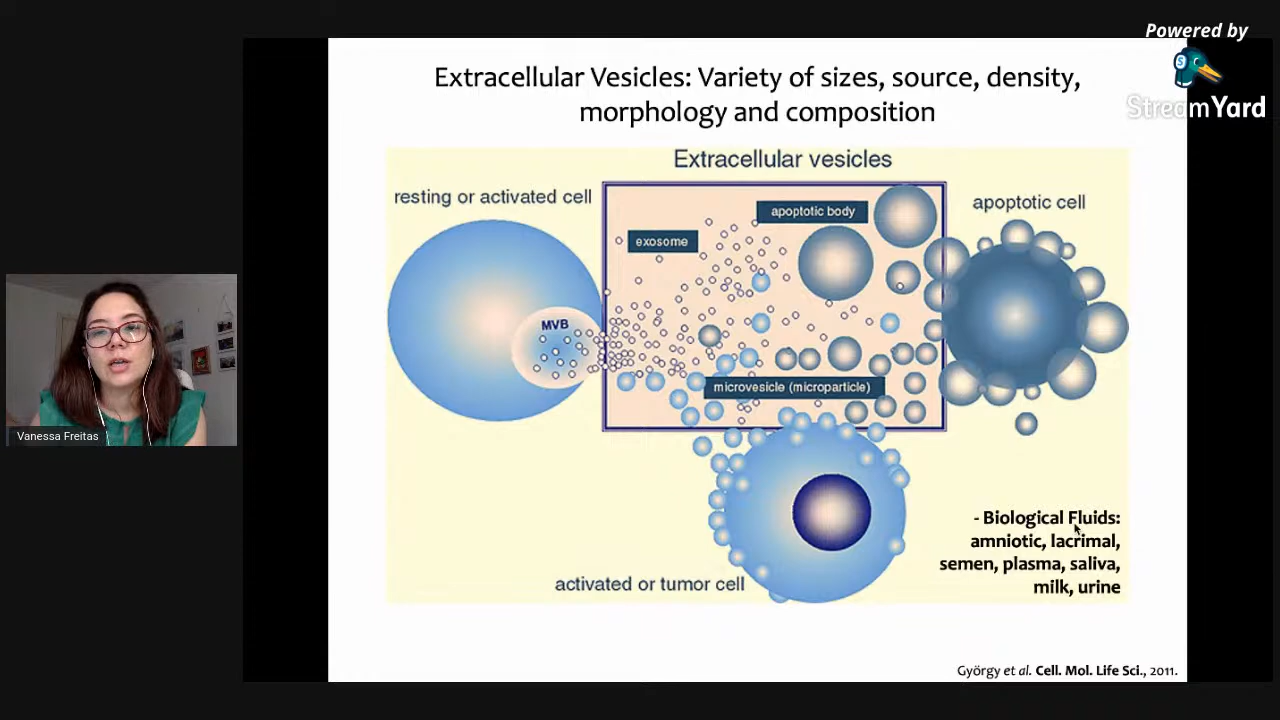 Powered by
StreamYard
Extracellular Vesicles: Variety of sizes, source, density,
morphology and composition
Extracellular vesicles
resting or activated cell
apoptotic body
apoptotic cell
exosome
MVB
microvesicle (microparticle)
Vanessa Freitas
- Biological Fluids:
amniotic, lacrimal,
semen, plasma, saliva,
milk, urine
activated or tumor cell
György et al. Cell. Mol. Life Sci., 2011.